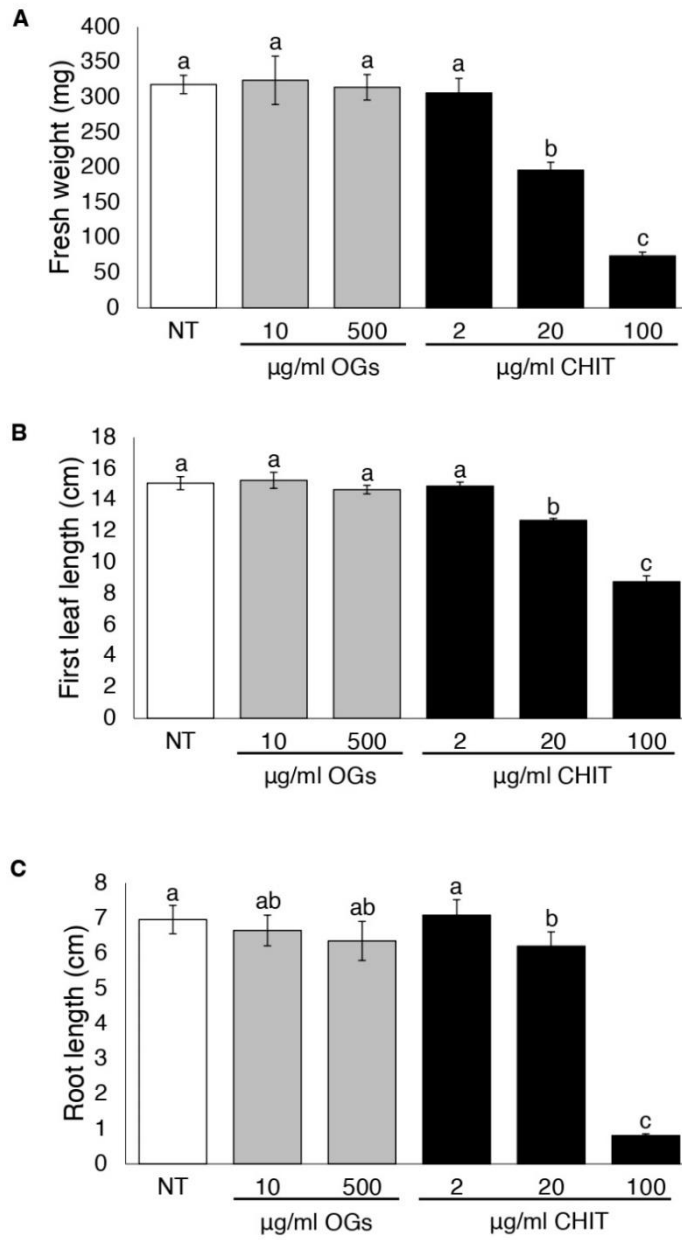 A
Fresh weight (mg)
400
350
300
250
200
150
100
50
0
a
a
a
a
b
c
NT
10
500
2
20
100
µg/ml OGs
µg/ml CHIT
B
First leaf length (cm)
18
16
14
12
10
8
6
4
2
0
a
a
a
a
b
c
NT
10
500
2
20
100
µg/ml OGs
µg/ml CHIT
C
Root length (cm)
8
7
6
5
4
3
2
1
0
a
ab
ab
a
b
c
NT
10
500
2
20
100
µg/ml OGs
µg/ml CHIT